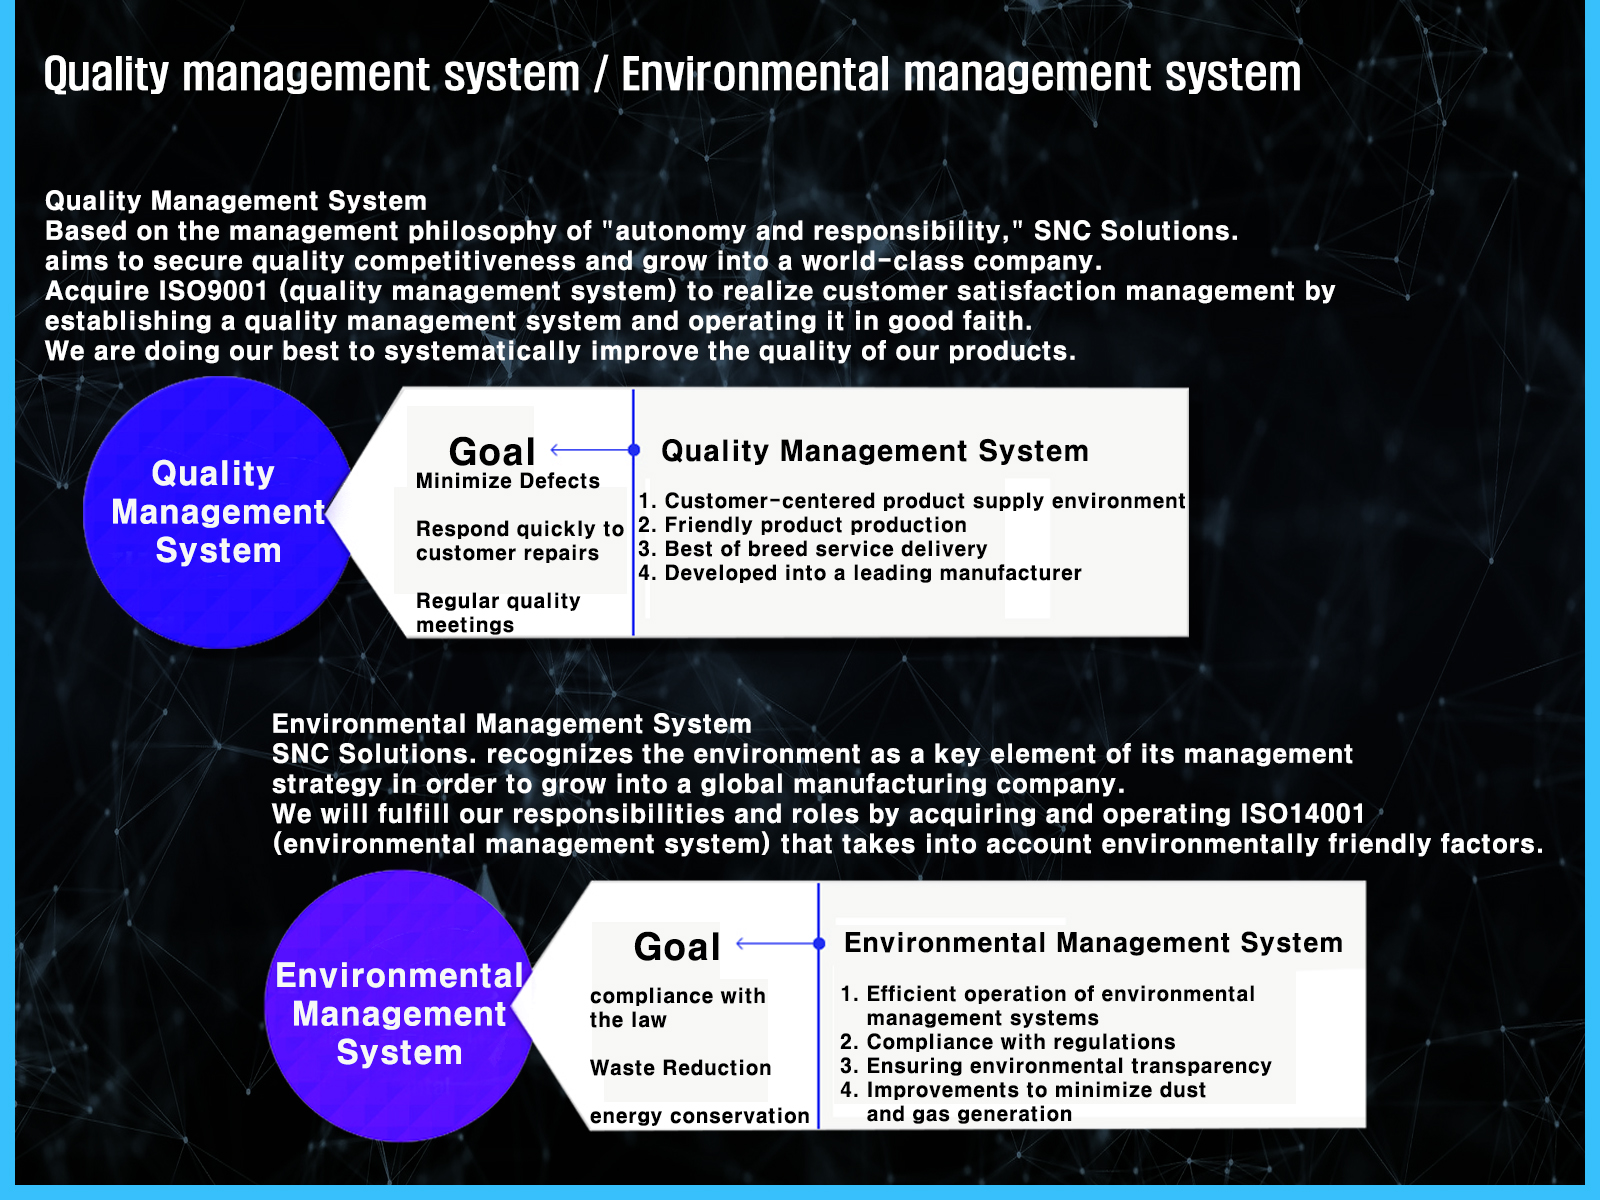 Quality management system / Environmental management system
Quality Management System
Based on the management philosophy of "autonomy and responsibility," SNC Solutions.
aims to secure quality competitiveness and grow into a world-class company.
Acquire ISO9001 (quality management system) to realize customer satisfaction management by
establishing a quality management system and operating it in good faith.
We are doing our best to systematically improve the quality of our products.
Quality
Management
System
Goal
Minimize Defects
Respond quickly to
customer repairs
Regular quality
meetings
Quality Management System
1. Customer-centered product supply environment
2. Friendly product production
3. Best of breed service delivery
4. Developed into a leading manufacturer
Environmental Management System
SNC Solutions. recognizes the environment as a key element of its management
strategy in order to grow into a global manufacturing company.
We will fulfill our responsibilities and roles by acquiring and operating ISO14001
(environmental management system) that takes into account environmentally friendly factors.
Environmental
Management
System
Goal
compliance with
the law
Waste Reduction
energy conservation
Environmental Management System
1. Efficient operation of environmental
management systems
2. Compliance with regulations
3. Ensuring environmental transparency
4. Improvements to minimize dust
and gas generation